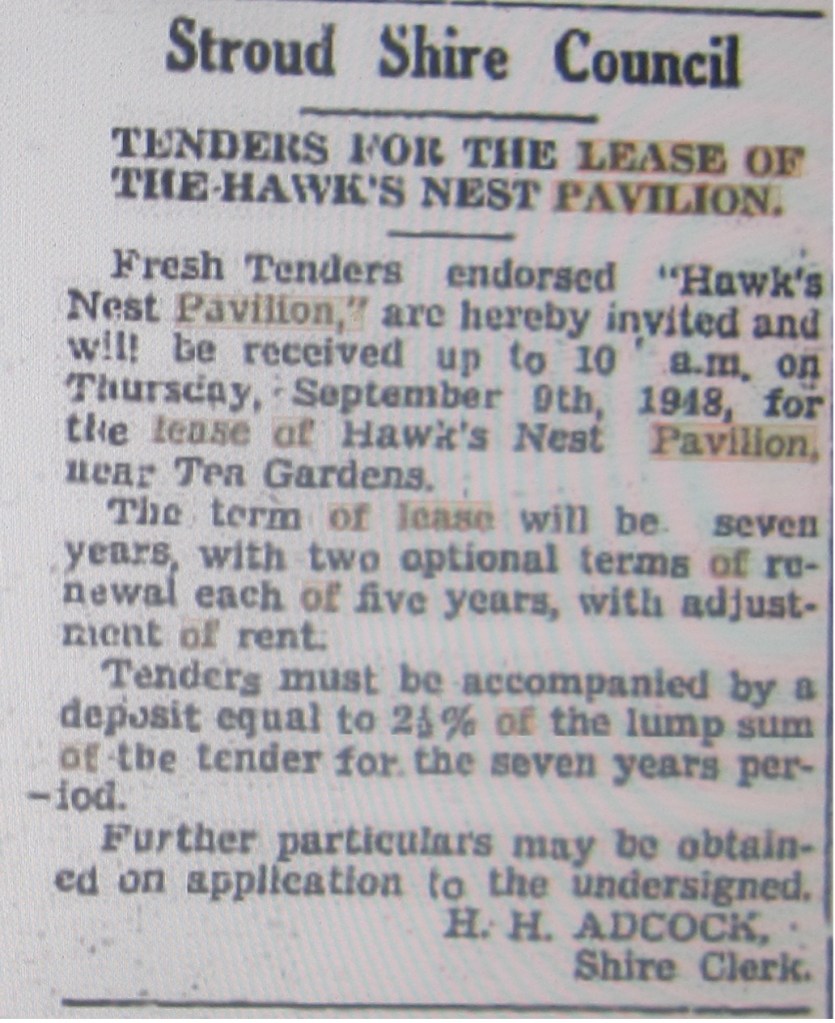 Stroud Shire Council
TENDERS FOR THE LEASE OF
THE HAWK'S NEST PAVILION.
Fresh Tenders endorsed "Hawk's
Nest Pavilion," are hereby invited and
will be received up to 10 a.m. on
Thursday, September 9th, 1948, for
the lease of Hawk's Nest Pavilion,
near Tea Gardens.
The term of lease will be seven
years, with two optional terms of re-
newal each of five years, with adjust-
ment of rent.
Tenders must be accompanied by a
deposit equal to 2½% of the lump sum
of the tender for the seven years per-
iod.
Further particulars may be obtain-
ed on application to the undersigned.
H. H. ADCOCK,
Shire Clerk.